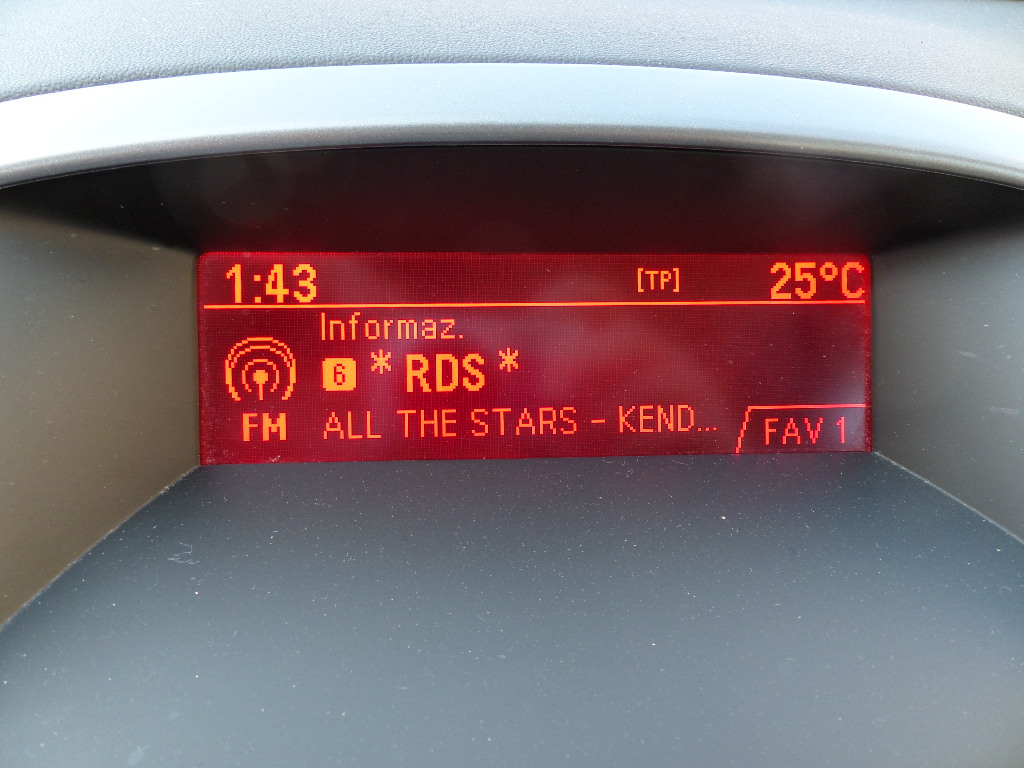 1:43 [TP] 25°C
Informaz.
6 * RDS *
FM ALL THE STARS - KEND... FAV 1